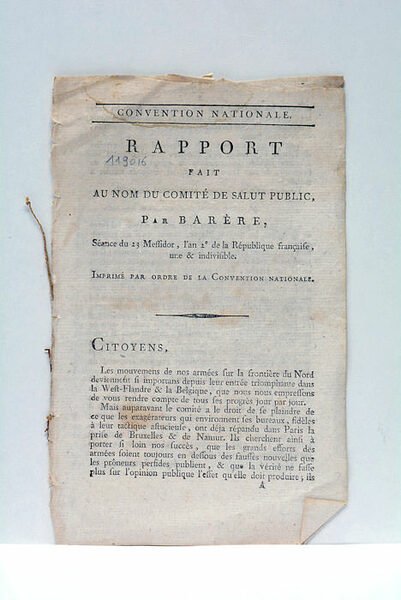 CONVENTION NATIONALE.
RAPPORT
119016
FAIT
AU NOM DU COMITÉ DE SALUT PUBLIC,
PAR BARÈRE,
Séance du 23 Messidor, l'an 2e de la République française,
une & indivisible.
IMPRIMÉ PAR ORDRE DE LA CONVENTION NATIONALE.
CITOYENS,
Les mouvemens de nos armées sur la frontière du Nord
deviennent si importans depuis leur entrée triomphante dans
la West-Flandre & la Belgique, que nous nous empressons
de vous rendre compte de tous ses progrès jour par jour.
Mais auparavant le comité a le droit de se plaindre de
ce que les exagérateurs qui environnent ses bureaux, fidèles
à leur tactique astucieuse, ont déja répandu dans Paris la
prise de Bruxelles & de Namur. Ils cherchent ainsi à
porter si loin nos succès, que les grands efforts des
armées soient toujours en dessous des fausses nouvelles que
les prôneurs perfides publient, & que la vérité ne fasse
plus sur l'opinion publique l'effet qu'elle doit produire; ils
A